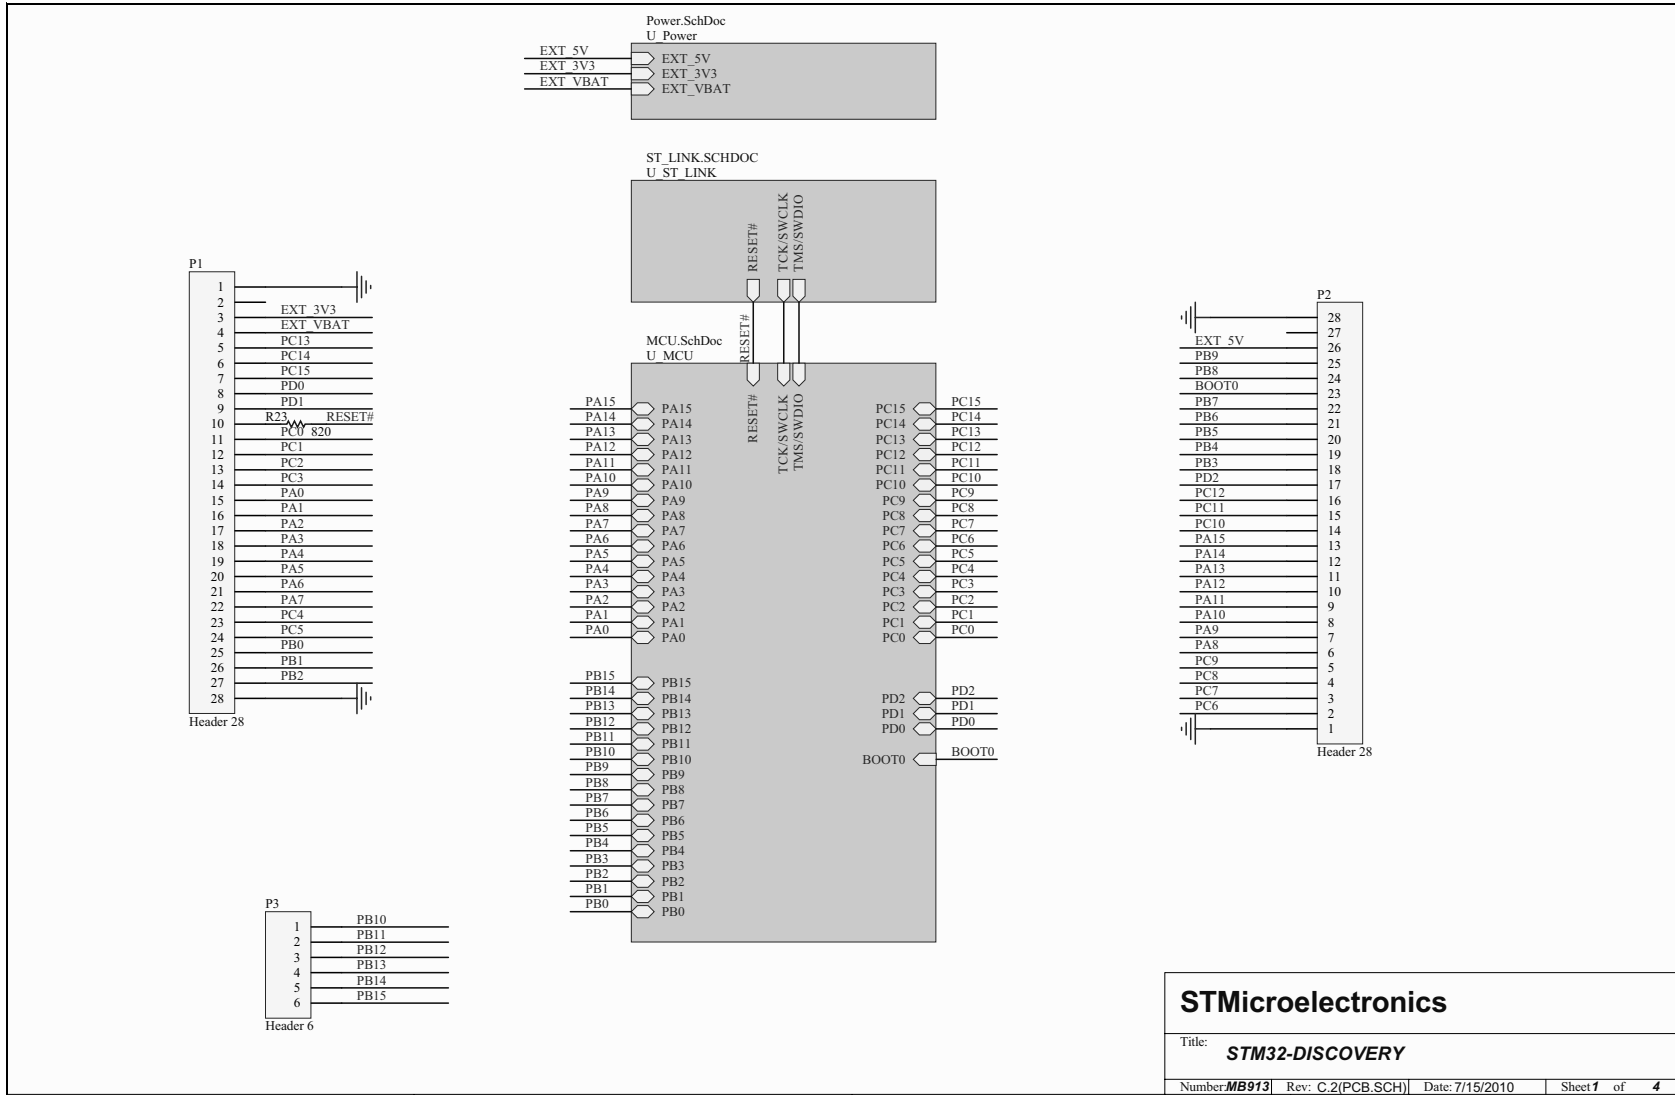 Power.SchDoc
U_Power
EXT_5V EXT_5V
EXT_3V3 EXT_3V3
EXT_VBAT EXT_VBAT
ST_LINK.SCHDOC
U_ST_LINK
RESET#
TCK/SWCLK
TMS/SWDIO
RESET#
MCU.SchDoc
U_MCU
RESET#
TCK/SWCLK
TMS/SWDIO
PA15 PA15
PA14 PA14
PA13 PA13
PA12 PA12
PA11 PA11
PA10 PA10
PA9 PA9
PA8 PA8
PA7 PA7
PA6 PA6
PA5 PA5
PA4 PA4
PA3 PA3
PA2 PA2
PA1 PA1
PA0 PA0
PB15 PB15
PB14 PB14
PB13 PB13
PB12 PB12
PB11 PB11
PB10 PB10
PB9 PB9
PB8 PB8
PB7 PB7
PB6 PB6
PB5 PB5
PB4 PB4
PB3 PB3
PB2 PB2
PB1 PB1
PB0 PB0
PC15 PC15
PC14 PC14
PC13 PC13
PC12 PC12
PC11 PC11
PC10 PC10
PC9 PC9
PC8 PC8
PC7 PC7
PC6 PC6
PC5 PC5
PC4 PC4
PC3 PC3
PC2 PC2
PC1 PC1
PC0 PC0
PD2 PD2
PD1 PD1
PD0 PD0
BOOT0 BOOT0
P1
1
2
3 EXT_3V3
4 EXT_VBAT
5 PC13
6 PC14
7 PC15
8 PD0
9 PD1
10 R23 820 RESET#
11 PC0
12 PC1
13 PC2
14 PC3
15 PA0
16 PA1
17 PA2
18 PA3
19 PA4
20 PA5
21 PA6
22 PA7
23 PC4
24 PC5
25 PB0
26 PB1
27 PB2
28
Header 28
P2
28
27
EXT_5V 26
PB9 25
PB8 24
BOOT0 23
PB7 22
PB6 21
PB5 20
PB4 19
PB3 18
PD2 17
PC12 16
PC11 15
PC10 14
PA15 13
PA14 12
PA13 11
PA12 10
PA11 9
PA10 8
PA9 7
PA8 6
PC9 5
PC8 4
PC7 3
PC6 2
1
Header 28
P3
1 PB10
2 PB11
3 PB12
4 PB13
5 PB14
6 PB15
Header 6
STMicroelectronics
Title:
STM32-DISCOVERY
Number:MB913 Rev: C.2(PCB.SCH) Date:7/15/2010 Sheet 1 of 4